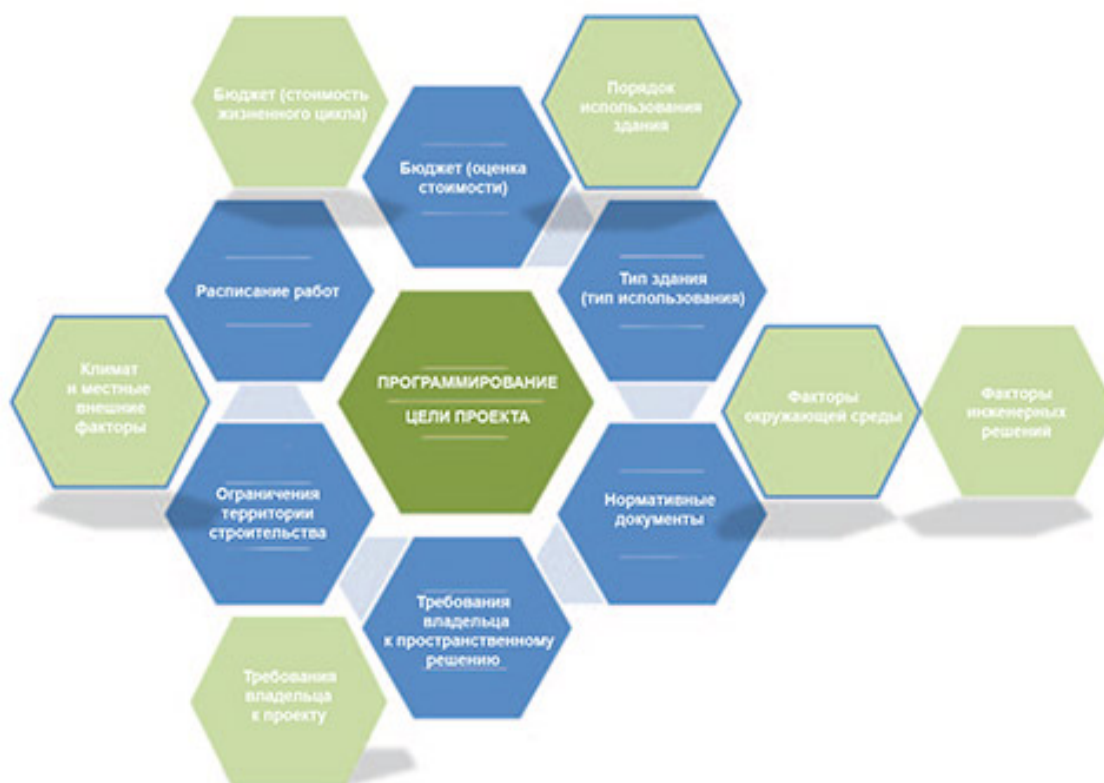 Бюджет (стоимость
жизненного цикла)
Порядок
использования
здания
Бюджет (оценка
стоимости)
Расписание работ
Тип здания
(тип использования)
Климат
и местные
внешние
факторы
ПРОГРАММИРОВАНИЕ
ЦЕЛИ ПРОЕКТА
Факторы
окружающей среды
Факторы
инженерных
решений
Ограничения
территории
строительства
Нормативные
документы
Требования
владельца
к пространственному
решению
Требования
владельца
к проекту